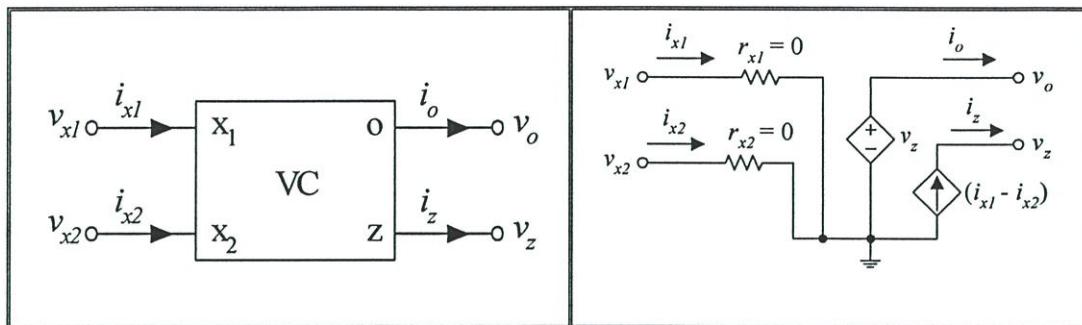 v_x1 i_x1 X_1 o i_o v_o
VC
v_x2 i_x2 X_2 z i_z v_z
i_x1 r_x1 = 0 i_o
v_x1 v_o
i_x2 r_x2 = 0 + − v_z i_z
v_x2 v_z
(i_x1 - i_x2)